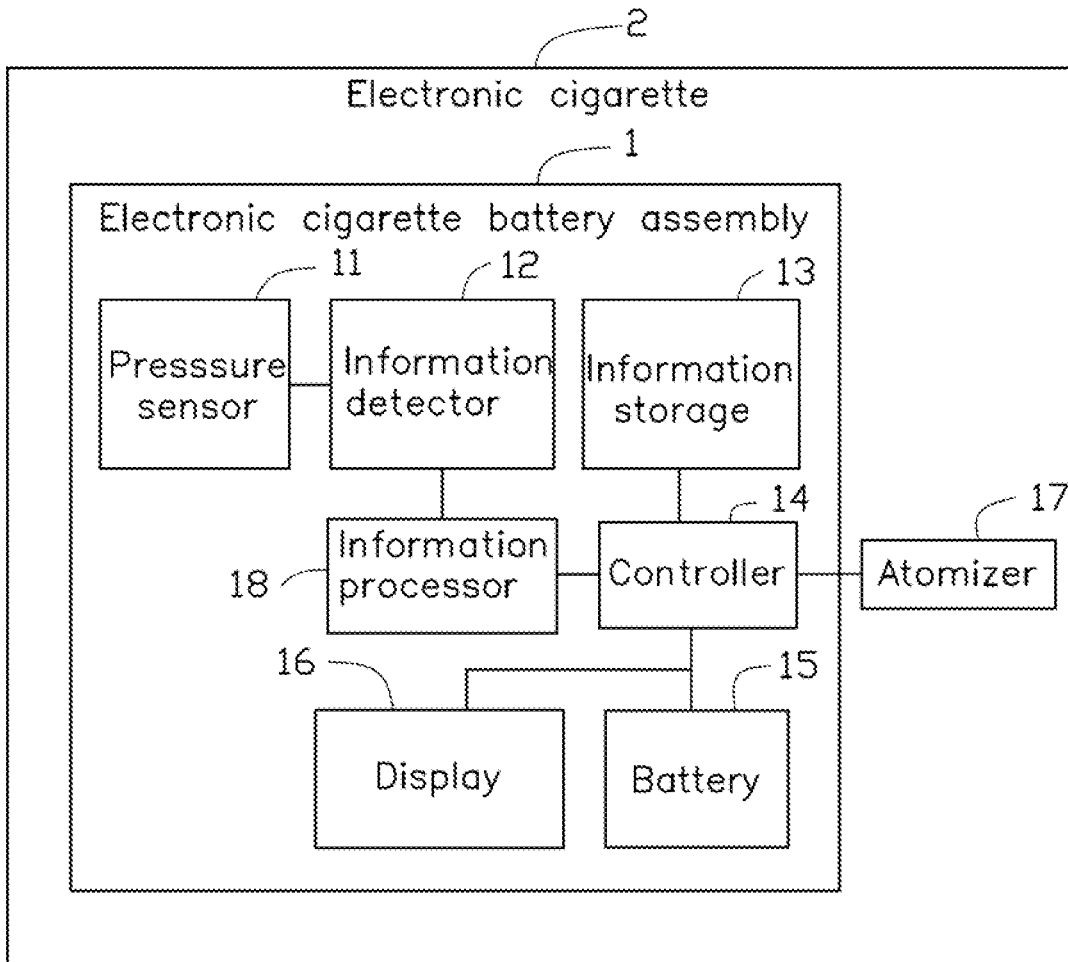 2
Electronic cigarette
1
Electronic cigarette battery assembly
11
12
13
Presssure
sensor
Information
detector
Information
storage
14
17
18
Information
processor
Controller
Atomizer
16
15
Display
Battery